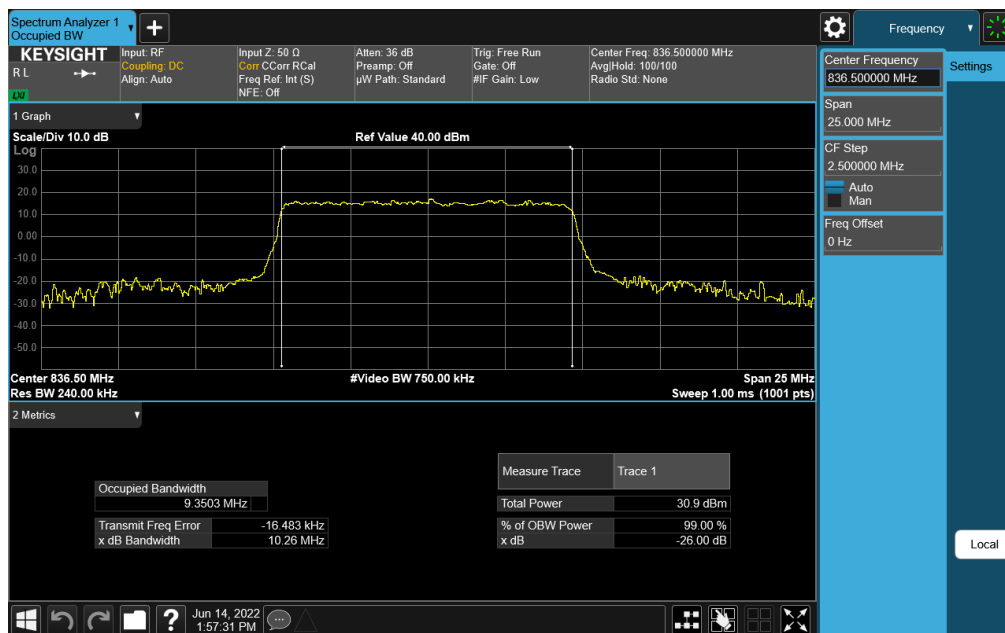 Spectrum Analyzer 1
Occupied BW
Frequency
KEYSIGHT
R L
LXI
Input: RF
Coupling: DC
Align: Auto
Input Z: 50 Ω
Corr CCorr RCal
Freq Ref: Int (S)
NFE: Off
Atten: 36 dB
Preamp: Off
µW Path: Standard
Trig: Free Run
Gate: Off
#IF Gain: Low
Center Freq: 836.500000 MHz
Avg|Hold: 100/100
Radio Std: None
Center Frequency
836.500000 MHz
Settings
Span
25.000 MHz
CF Step
2.500000 MHz
Auto
Man
Freq Offset
0 Hz
Local
1 Graph
Scale/Div 10.0 dB
Ref Value 40.00 dBm
Log
30.0
20.0
10.0
0.00
-10.0
-20.0
-30.0
-40.0
-50.0
Center 836.50 MHz
#Video BW 750.00 kHz
Span 25 MHz
Res BW 240.00 kHz
Sweep 1.00 ms (1001 pts)
2 Metrics
Measure Trace Trace 1
Occupied Bandwidth
9.3503 MHz
Total Power 30.9 dBm
Transmit Freq Error -16.483 kHz
% of OBW Power 99.00 %
x dB Bandwidth 10.26 MHz
x dB -26.00 dB
?
Jun 14, 2022
1:57:31 PM